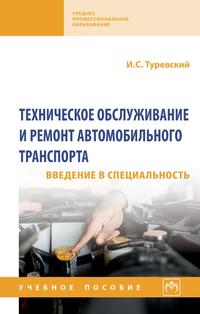 СРЕДНЕЕ
ПРОФЕССИОНАЛЬНОЕ
ОБРАЗОВАНИЕ
И.С. Туревский
ТЕХНИЧЕСКОЕ ОБСЛУЖИВАНИЕ
И РЕМОНТ АВТОМОБИЛЬНОГО
ТРАНСПОРТА
ВВЕДЕНИЕ В СПЕЦИАЛЬНОСТЬ
УЧЕБНОЕ ПОСОБИЕ